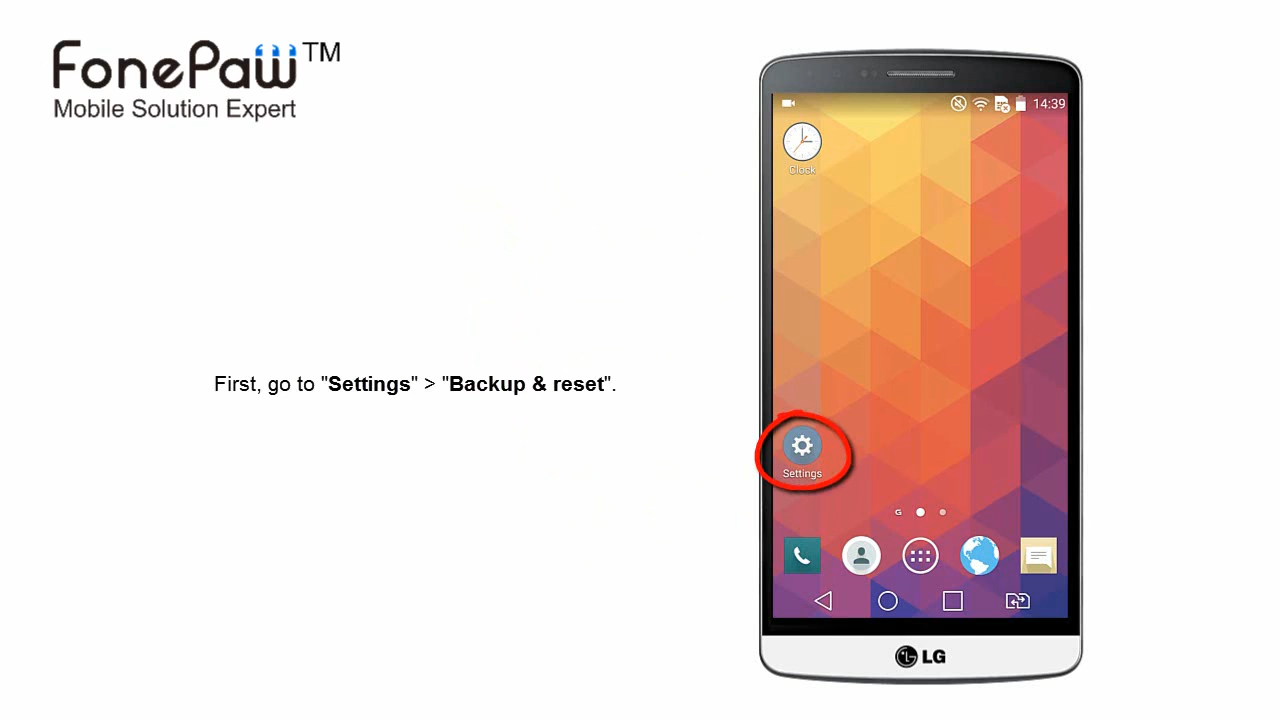 FonePaw™
Mobile Solution Expert
14:39
Clock
First, go to "Settings" > "Backup & reset".
Settings
G
LG